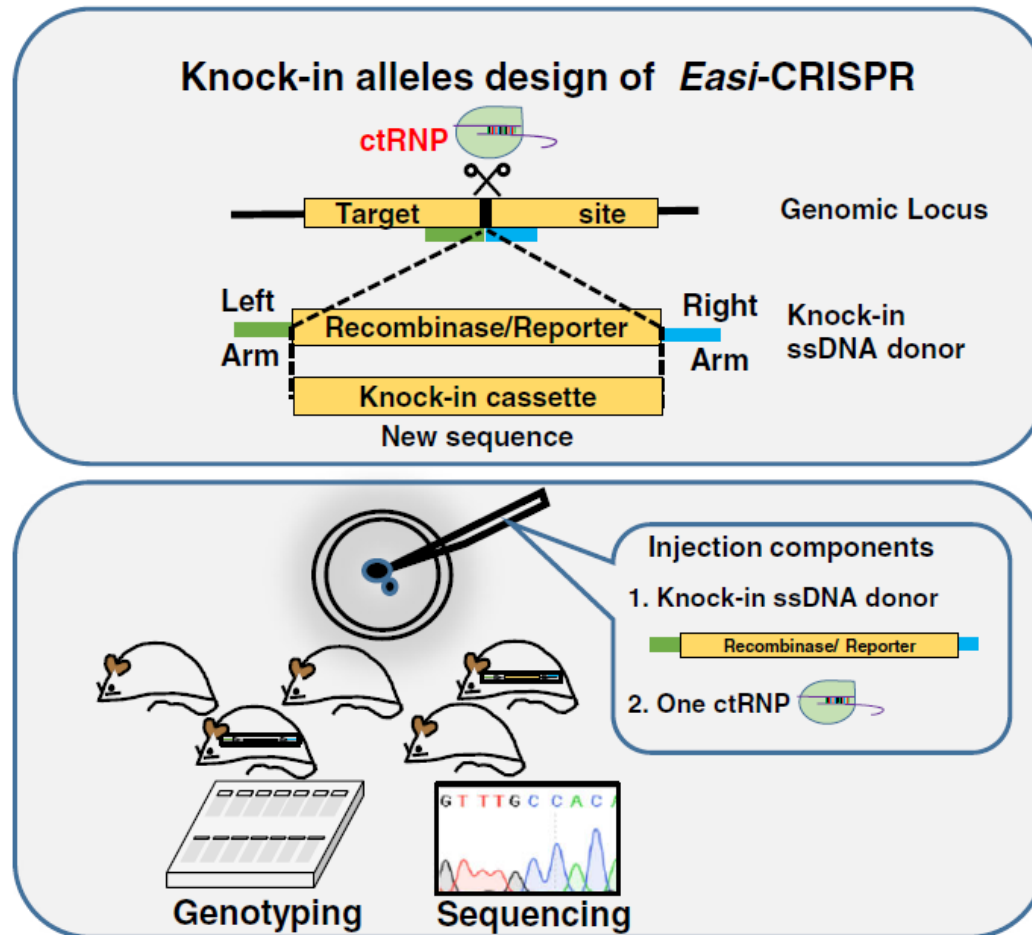 Knock-in alleles design of Easi-CRISPR
ctRNP
Target site
Genomic Locus
Left
Arm
Recombinase/Reporter
Right
Arm
Knock-in
ssDNA donor
Knock-in cassette
New sequence
Injection components
1. Knock-in ssDNA donor
Recombinase/ Reporter
2. One ctRNP
G T T T G C C A C A
Genotyping
Sequencing